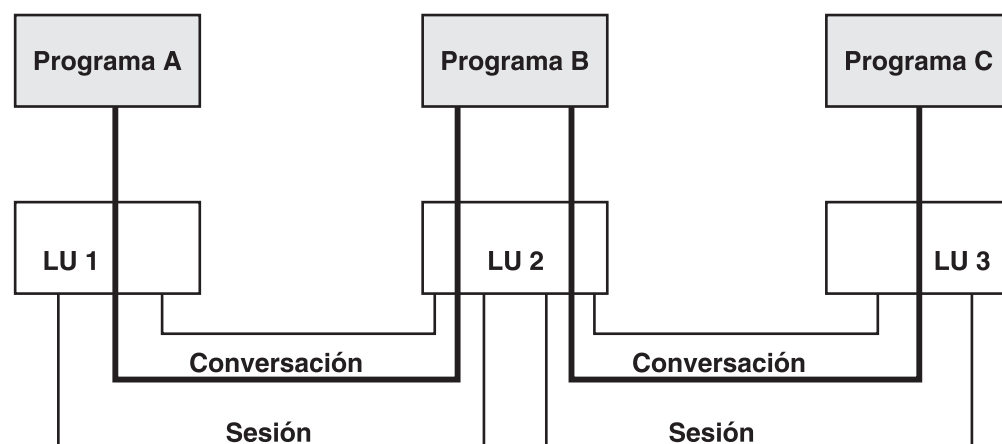 Programa A
Programa B
Programa C
LU 1
LU 2
LU 3
Conversación
Conversación
Sesión
Sesión